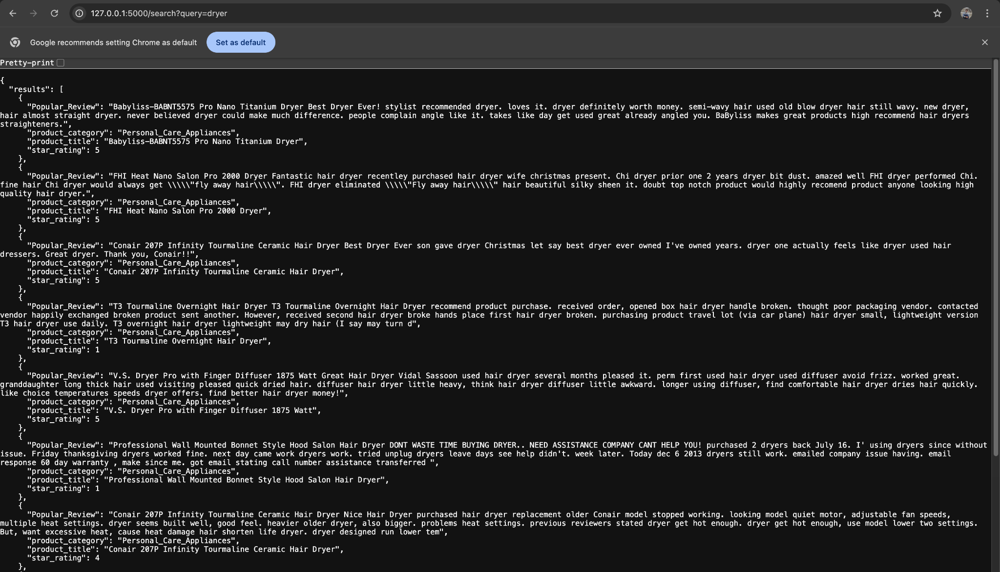 127.0.0.1:5000/search?query=dryer
Google recommends setting Chrome as default
Set as default
Pretty-print
{
  "results": [
    {
      "Popular_Review": "Babyliss-BABNT5575 Pro Nano Titanium Dryer Best Dryer Ever! stylist recommended dryer. loves it. dryer definitely worth money. semi-wavy hair used old blow dryer hair still wavy. new dryer,
hair almost straight dryer. never believed dryer could make much difference. people complain angle like it. takes like day get used great already angled you. BaByliss makes great products high recommend hair dryers
straighteners.",
      "product_category": "Personal_Care_Appliances",
      "product_title": "Babyliss-BABNT5575 Pro Nano Titanium Dryer",
      "star_rating": 5
    },
    {
      "Popular_Review": "FHI Heat Nano Salon Pro 2000 Dryer Fantastic hair dryer recentley purchased hair dryer wife christmas present. Chi dryer prior one 2 years dryer bit dust. amazed well FHI dryer performed Chi.
fine hair Chi dryer would always get \\\\\"fly away hair\\\\\". FHI dryer eliminated \\\\\"Fly away hair\\\\\" hair beautiful silky sheen it. doubt top notch product would highly recomend product anyone looking high
quality hair dryer.",
      "product_category": "Personal_Care_Appliances",
      "product_title": "FHI Heat Nano Salon Pro 2000 Dryer",
      "star_rating": 5
    },
    {
      "Popular_Review": "Conair 207P Infinity Tourmaline Ceramic Hair Dryer Best Dryer Ever son gave dryer Christmas let say best dryer ever owned I've owned years. dryer one actually feels like dryer used hair
dressers. Great dryer. Thank you, Conair!!",
      "product_category": "Personal_Care_Appliances",
      "product_title": "Conair 207P Infinity Tourmaline Ceramic Hair Dryer",
      "star_rating": 5
    },
    {
      "Popular_Review": "T3 Tourmaline Overnight Hair Dryer T3 Tourmaline Overnight Hair Dryer recommend product purchase. received order, opened box hair dryer handle broken. thought poor packaging vendor. contacted
vendor happily exchanged broken product sent another. However, received second hair dryer broke hands place first hair dryer broken. purchasing product travel lot (via car plane) hair dryer small, lightweight version
T3 hair dryer use daily. T3 overnight hair dryer lightweight may dry hair (I say may turn d",
      "product_category": "Personal_Care_Appliances",
      "product_title": "T3 Tourmaline Overnight Hair Dryer",
      "star_rating": 1
    },
    {
      "Popular_Review": "V.S. Dryer Pro with Finger Diffuser 1875 Watt Great Hair Dryer Vidal Sassoon used hair dryer several months pleased it. perm first used hair dryer used diffuser avoid frizz. worked great.
granddaughter long thick hair used visiting pleased quick dried hair. diffuser hair dryer little heavy, think hair dryer diffuser little awkward. longer using diffuser, find comfortable hair dryer dries hair quickly.
like choice temperatures speeds dryer offers. find better hair dryer money!",
      "product_category": "Personal_Care_Appliances",
      "product_title": "V.S. Dryer Pro with Finger Diffuser 1875 Watt",
      "star_rating": 5
    },
    {
      "Popular_Review": "Professional Wall Mounted Bonnet Style Hood Salon Hair Dryer DONT WASTE TIME BUYING DRYER.. NEED ASSISTANCE COMPANY CANT HELP YOU! purchased 2 dryers back July 16. I' using dryers since without
issue. Friday thanksgiving dryers worked fine. next day came work dryers work. tried unplug dryers leave days see help didn't. week later. Today dec 6 2013 dryers still work. emailed company issue having. email
response 60 day warranty , make since me. got email stating call number assistance transferred ",
      "product_category": "Personal_Care_Appliances",
      "product_title": "Professional Wall Mounted Bonnet Style Hood Salon Hair Dryer",
      "star_rating": 1
    },
    {
      "Popular_Review": "Conair 207P Infinity Tourmaline Ceramic Hair Dryer Nice Hair Dryer purchased hair dryer replacement older Conair model stopped working. looking model quiet motor, adjustable fan speeds,
multiple heat settings. dryer seems built well, good feel. heavier older dryer, also bigger. problems heat settings. previous reviewers stated dryer get hot enough. dryer get hot enough, use model lower two settings.
But, want excessive heat, cause heat damage hair shorten life dryer. dryer designed run lower tem",
      "product_category": "Personal_Care_Appliances",
      "product_title": "Conair 207P Infinity Tourmaline Ceramic Hair Dryer",
      "star_rating": 4
    },